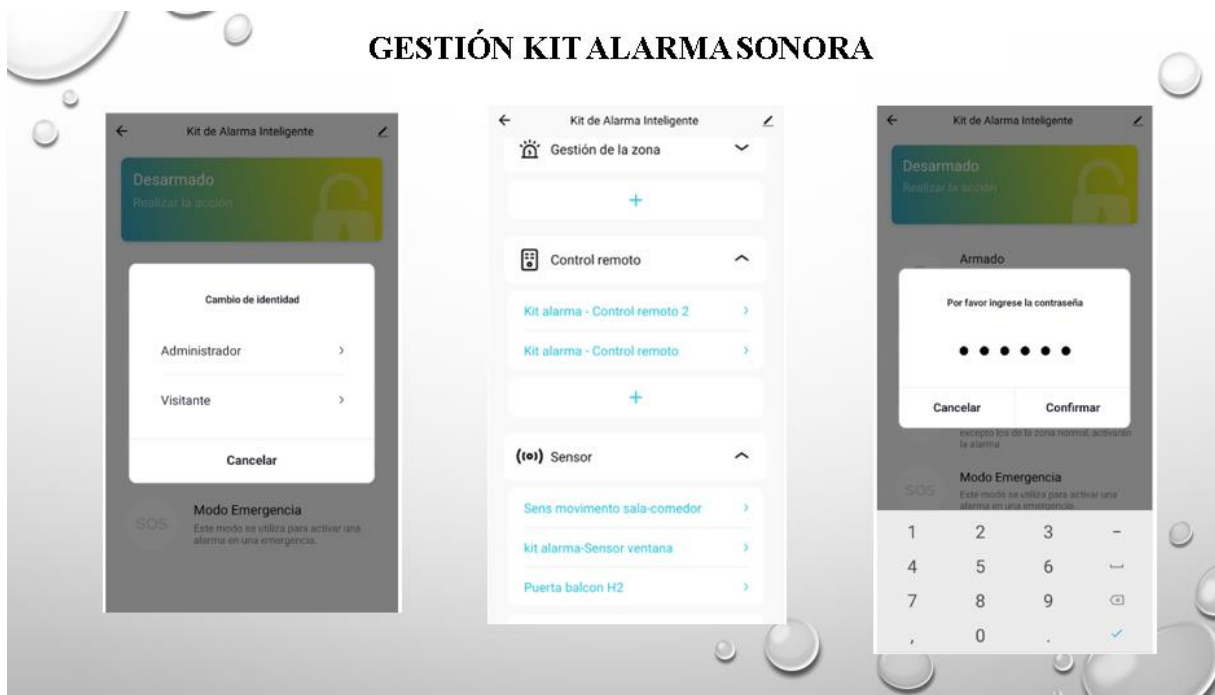 GESTIÓN KIT ALARMA SONORA
Kit de Alarma Inteligente
Desarmado
Realizar la acción
Cambio de identidad
Administrador
Visitante
Cancelar
SOS
Modo Emergencia
Este modo se utiliza para activar una
alarma en una emergencia.
Kit de Alarma Inteligente
Gestión de la zona
+
Control remoto
Kit alarma - Control remoto 2
Kit alarma - Control remoto
+
Sensor
Sens movimento sala-comedor
kit alarma-Sensor ventana
Puerta balcon H2
Kit de Alarma Inteligente
Desarmado
Realizar la acción
Armado
Por favor ingrese la contraseña
Cancelar Confirmar
excepto los de la zona normal, activarán
la alarma
SOS
Modo Emergencia
Este modo se utiliza para activar una
alarma en una emergencia
1 2 3 -
4 5 6
7 8 9
, 0 .